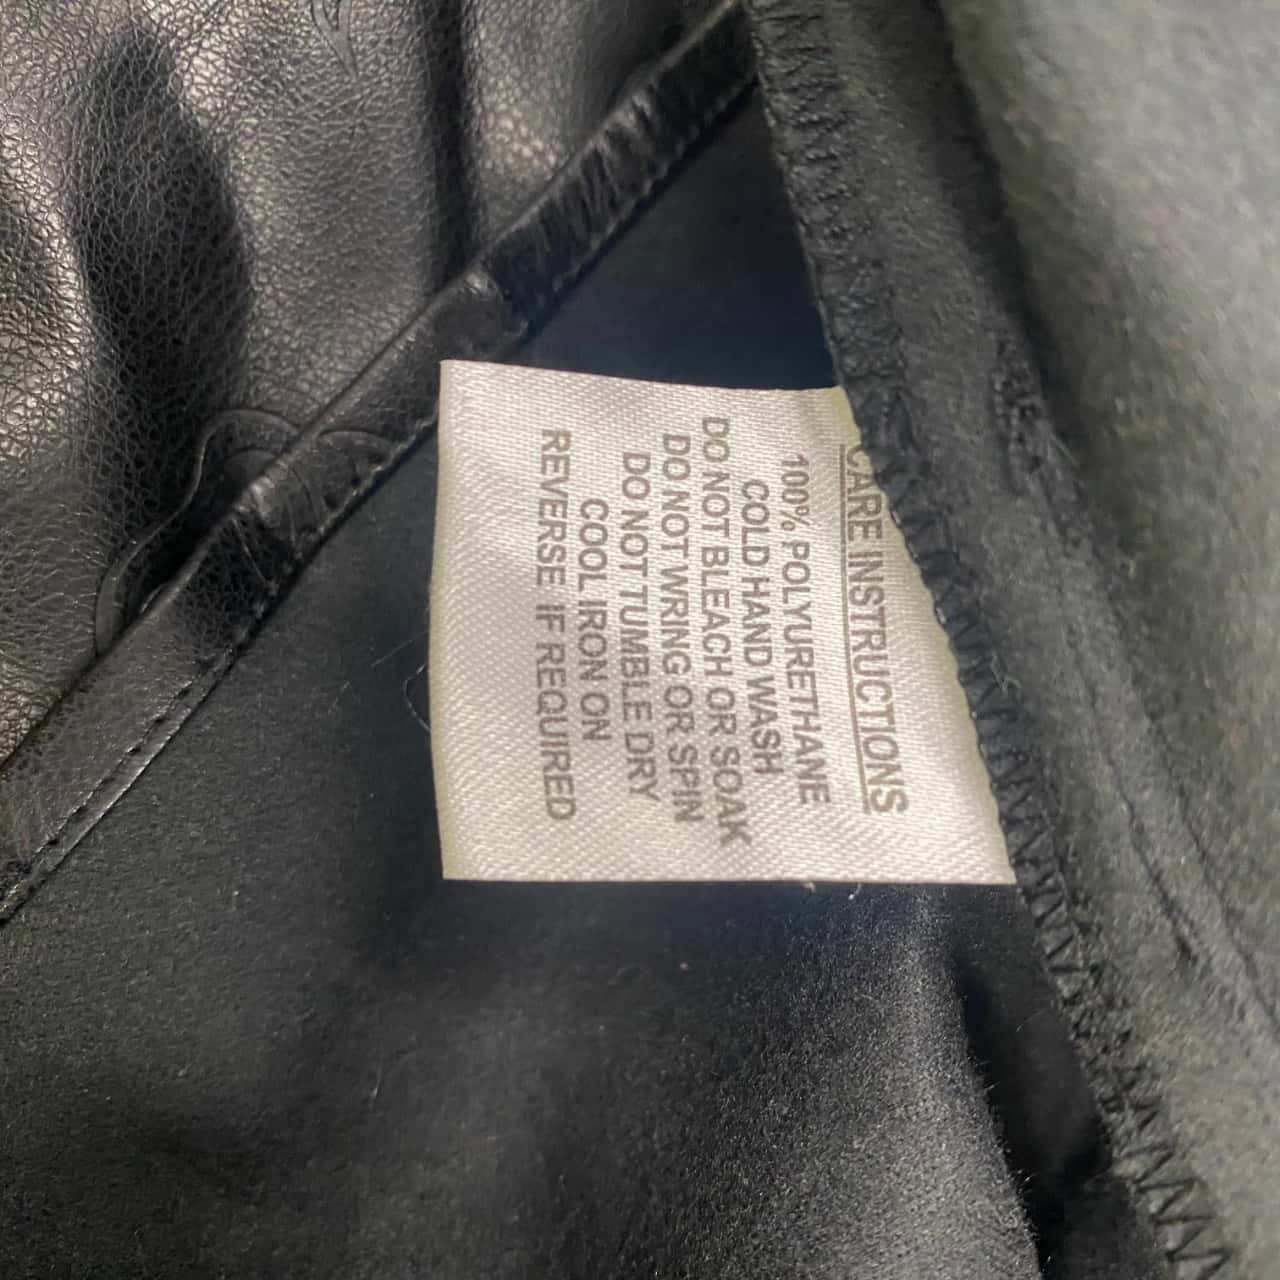 CARE INSTRUCTIONS
100% POLYURETHANE
COLD HAND WASH
DO NOT BLEACH OR SOAK
DO NOT WRING OR SPIN
DO NOT TUMBLE DRY
COOL IRON ON
REVERSE IF REQUIRED